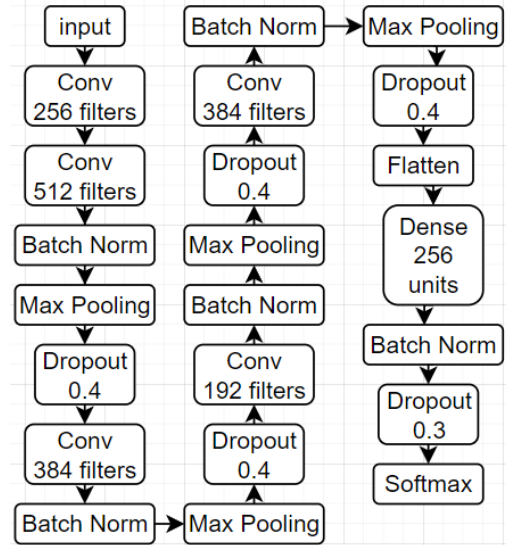 input
Conv
256 filters
Conv
512 filters
Batch Norm
Max Pooling
Dropout
0.4
Conv
384 filters
Batch Norm
Max Pooling
Dropout
0.4
Conv
192 filters
Batch Norm
Max Pooling
Dropout
0.4
Conv
384 filters
Batch Norm
Max Pooling
Dropout
0.4
Flatten
Dense
256
units
Batch Norm
Dropout
0.3
Softmax